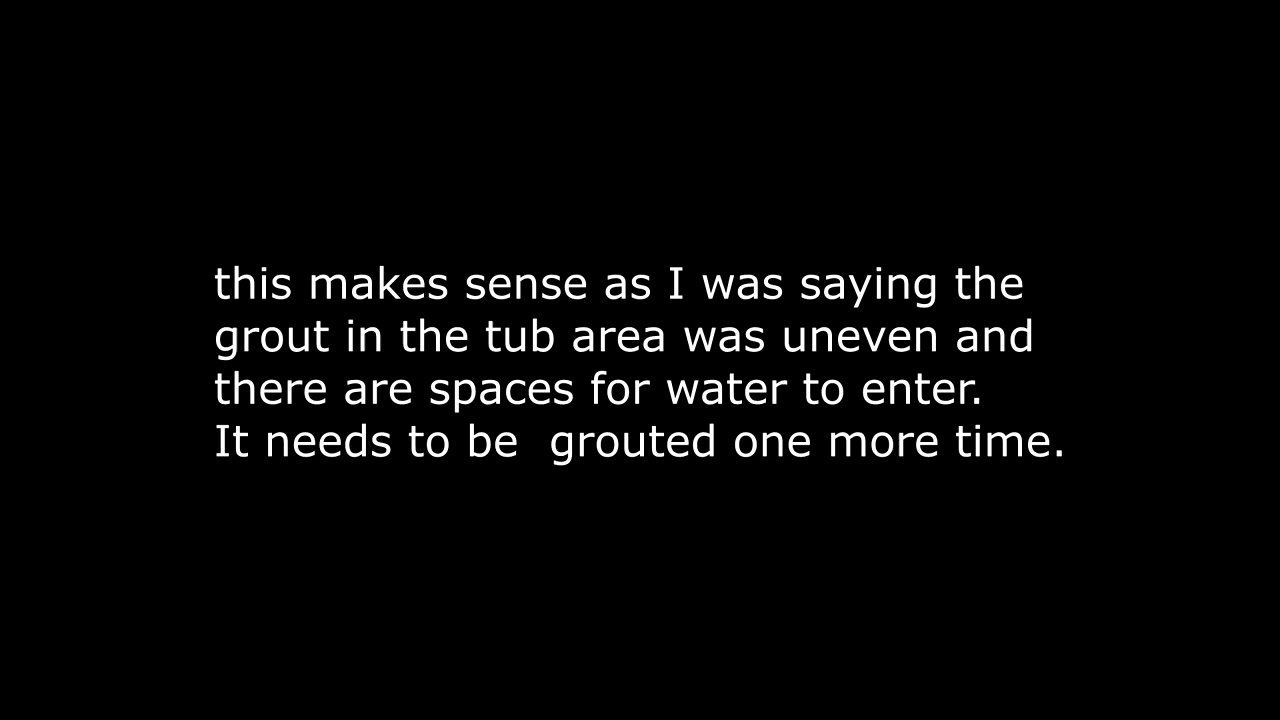 this makes sense as I was saying the
grout in the tub area was uneven and
there are spaces for water to enter.
It needs to be  grouted one more time.